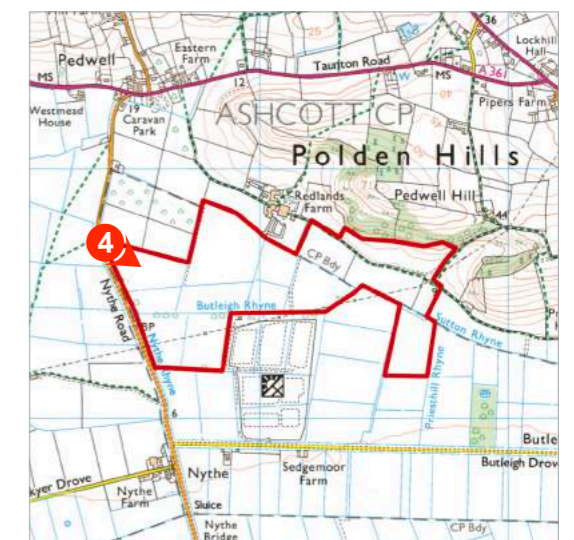 36
Lockhill
Hall
25
Pedwell
Eastern
Farm
Taunton Road
MS
12
W
MS
A 361
Westmead
House
19
Caravan
Park
ASHCOTT CP
Pipers Farm
Polden Hills
71
Redlands
Farm
Pedwell Hill
44
4
CP Bdy
Nythe Road
BP
Butleigh Rhyne
Nythe Rhyne
Sutton Rhyne
Priesthill Rhyne
6
Butle
Butleigh Drov
Nythe
Sedgemoor
Farm
kyer Drove
Nythe
Farm
Sluice
Nythe
Bridge
CP Bdy